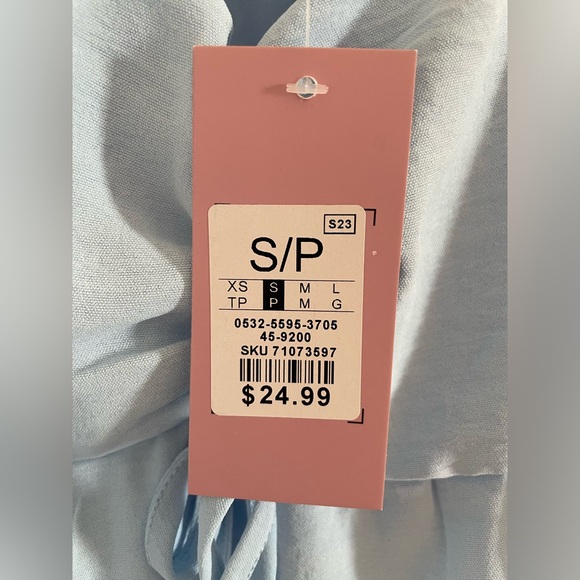 S23
S/P
XS S M L
TP P M G
0532-5595-3705
45-9200
SKU 71073597
$24.99